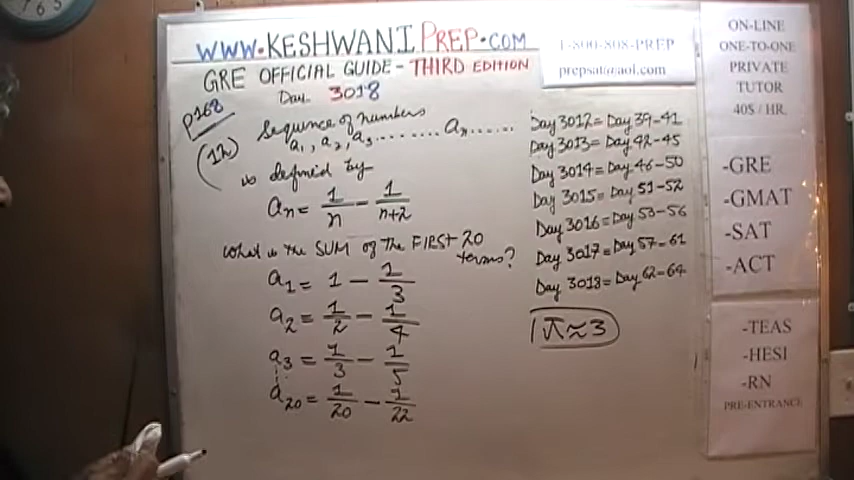 WWW.KESHWANIPREP.COM
GRE OFFICIAL GUIDE - THIRD EDITION
Day 3018
1-800-808-PREP
prepsat@aol.com
P168
(12) Sequence of numbers
a1, a2, a3 ........ an ......
is defined by
an = 1/n - 1/n+2
What is the SUM of the FIRST 20
terms?
a1 = 1 - 1/3
a2 = 1/2 - 1/4
a3 = 1/3 - 1/5
a20 = 1/20 - 1/22
Day 3012 = Day 39-41
Day 3013 = Day 42-45
Day 3014 = Day 46-50
Day 3015 = Day 51-52
Day 3016 = Day 53-56
Day 3017 = Day 57-61
Day 3018 = Day 62-64
π ≈ 3
ON-LINE
ONE-TO-ONE
PRIVATE
TUTOR
40$ / HR.
-GRE
-GMAT
-SAT
-ACT
-TEAS
-HESI
-RN
PRE-ENTRANCE